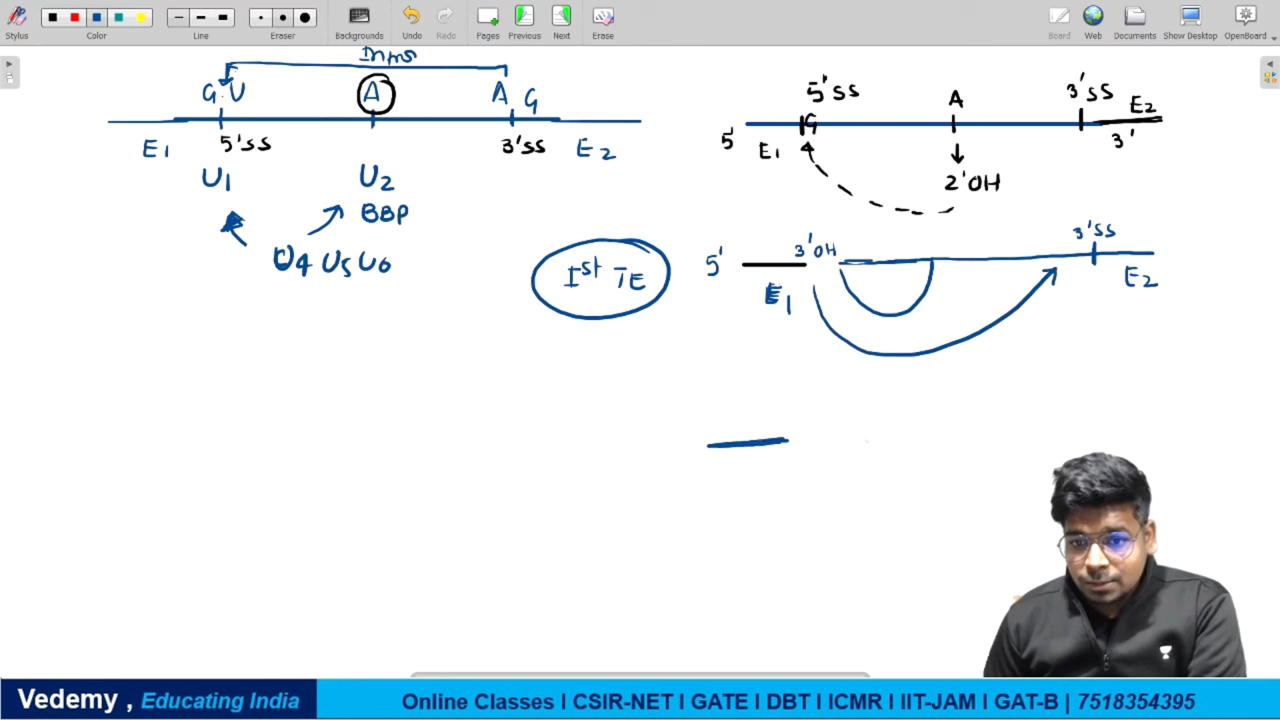 Stylus Color Line Eraser Backgrounds Undo Redo Pages Previous Next Erase Board Web Documents Show Desktop OpenBoard
G U A A G
E1 5'SS 3'SS E2
U1 U2
BBP
U4 U5 U6
5'SS A 3'SS E2
5' E1 G 3'
2'OH
Ist TE
5' 3'OH 3'SS
E1 E2
Vedemy , Educating India
Online Classes I CSIR-NET I GATE I DBT I ICMR I IIT-JAM I GAT-B | 7518354395